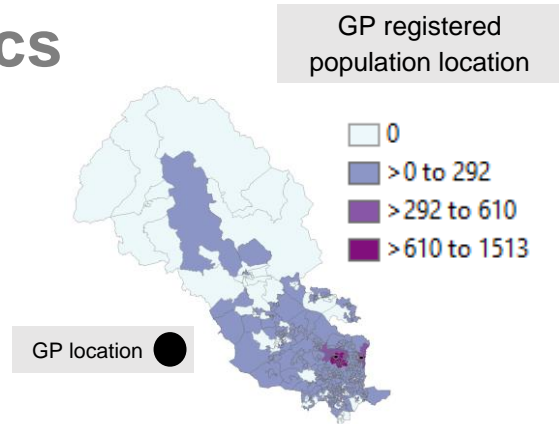 cs
GP registered
population location
0
>0 to 292
>292 to 610
>610 to 1513
GP location